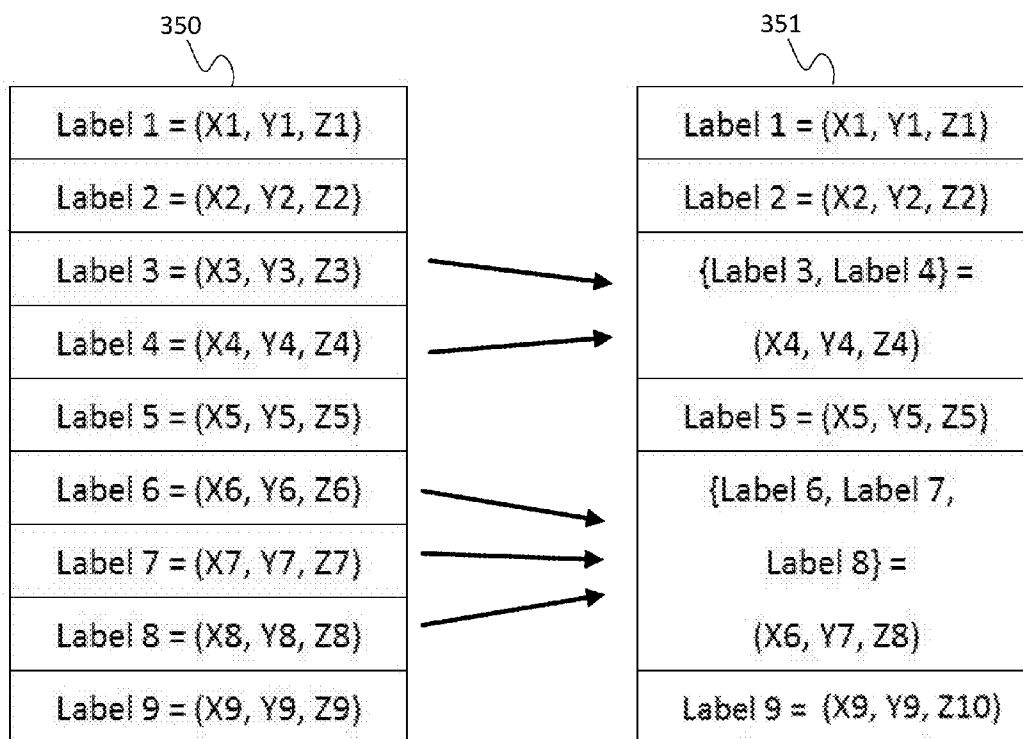 350
Label 1 = (X1, Y1, Z1)
Label 2 = (X2, Y2, Z2)
Label 3 = (X3, Y3, Z3)
Label 4 = (X4, Y4, Z4)
Label 5 = (X5, Y5, Z5)
Label 6 = (X6, Y6, Z6)
Label 7 = (X7, Y7, Z7)
Label 8 = (X8, Y8, Z8)
Label 9 = (X9, Y9, Z9)
351
Label 1 = (X1, Y1, Z1)
Label 2 = (X2, Y2, Z2)
{Label 3, Label 4} =
(X4, Y4, Z4)
Label 5 = (X5, Y5, Z5)
{Label 6, Label 7,
Label 8} =
(X6, Y7, Z8)
Label 9 = (X9, Y9, Z10)